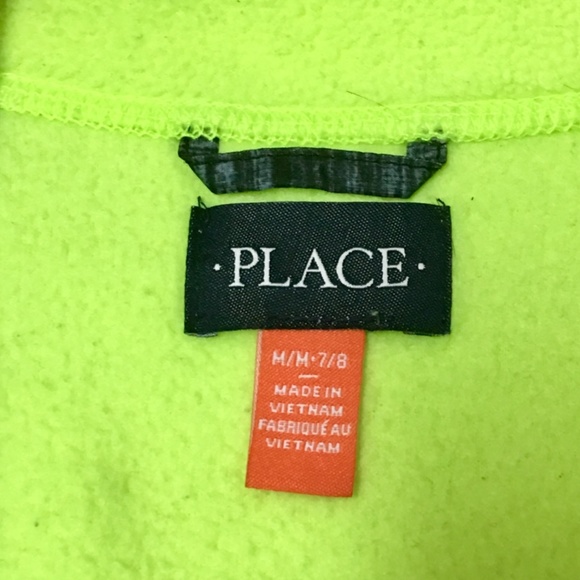 ·PLACE·
M/M·7/8
MADE IN
VIETNAM
FABRIQUÉ AU
VIETNAM